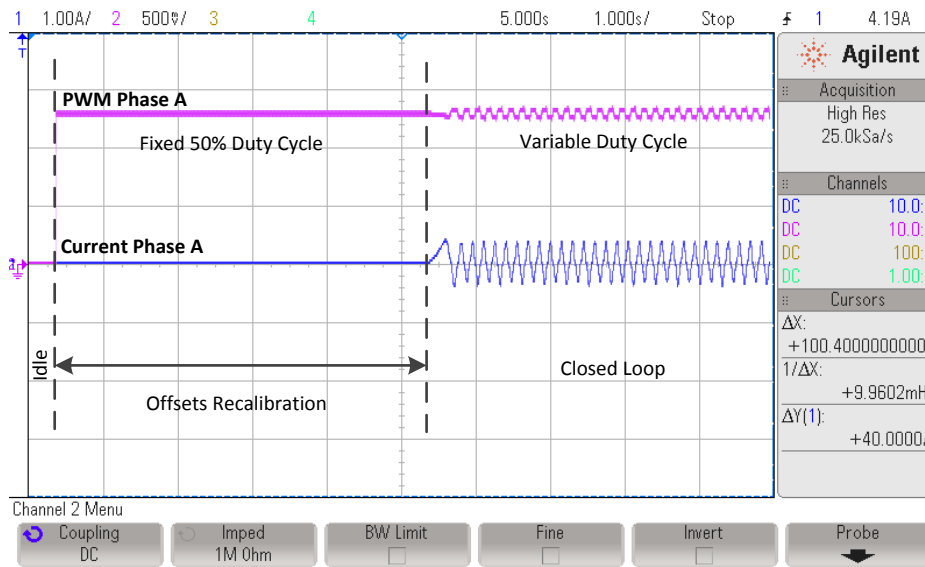 1 1.00A/ 2 500mV/ 3 4 5.000s 1.000s/ Stop 1 4.19A
T
Agilent
Acquisition
High Res
25.0kSa/s
Channels
DC 10.0:
DC 10.0:
DC 100:
DC 1.00:
Cursors
ΔX:
+100.4000000000
1/ΔX:
+9.9602mH
ΔY(1):
+40.0000
PWM Phase A
Fixed 50% Duty Cycle
Variable Duty Cycle
Current Phase A
Idle
Closed Loop
Offsets Recalibration
Channel 2 Menu
Coupling
DC
Imped
1M Ohm
BW Limit
Fine
Invert
Probe